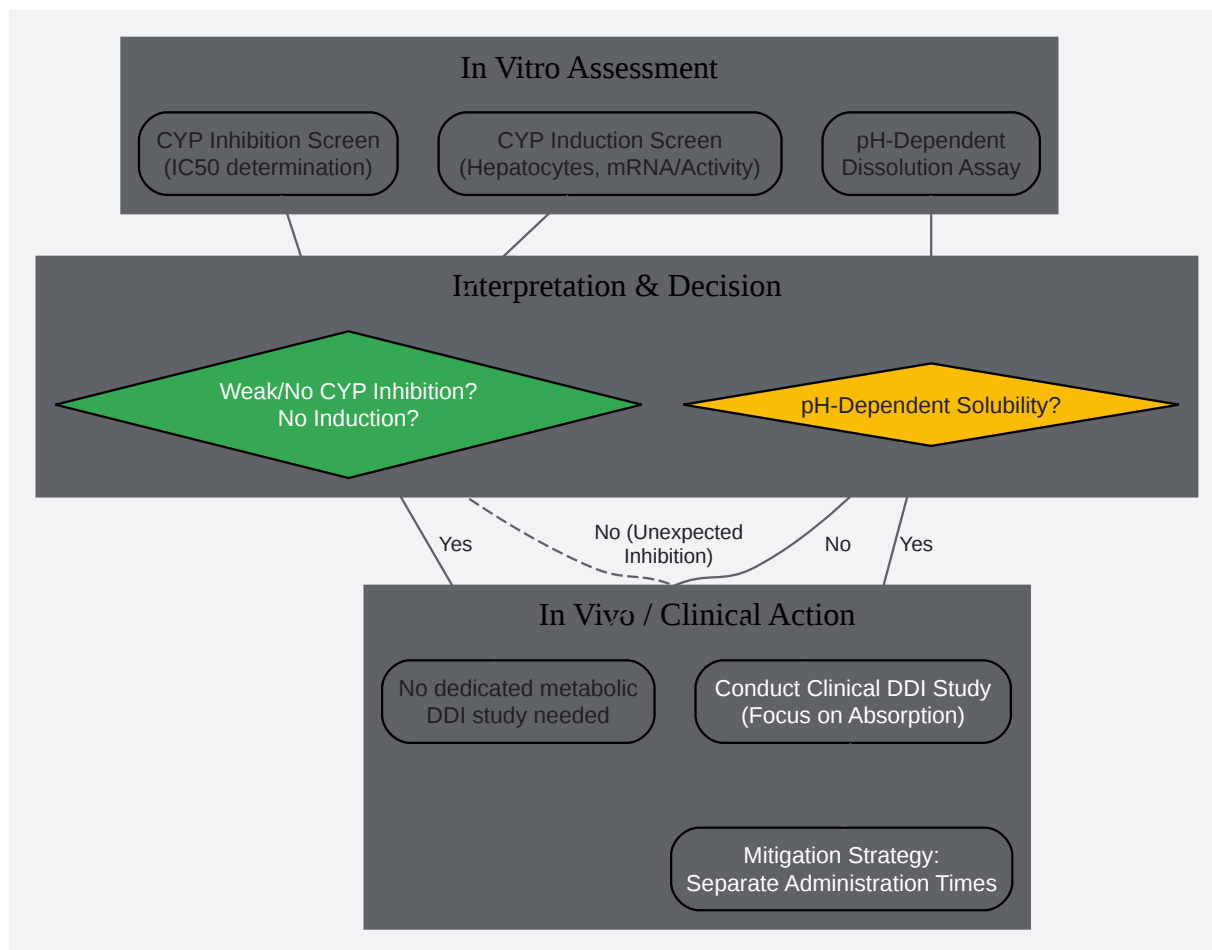 In Vitro Assessment
CYP Inhibition Screen
(IC50 determination)
CYP Induction Screen
(Hepatocytes, mRNA/Activity)
pH-Dependent
Dissolution Assay
Interpretation & Decision
Weak/No CYP Inhibition?
No Induction?
pH-Dependent Solubility?
Yes
No (Unexpected
Inhibition)
No
Yes
In Vivo / Clinical Action
No dedicated metabolic
DDI study needed
Conduct Clinical DDI Study
(Focus on Absorption)
Mitigation Strategy:
Separate Administration Times